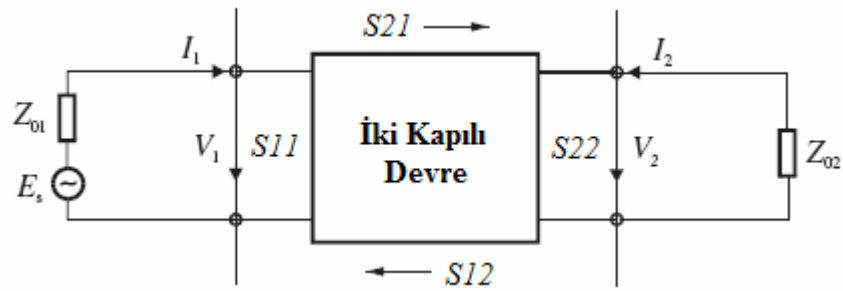 S21
I1
I2
Z01
V1
S11
İki Kapılı
Devre
S22
V2
Z02
Es
S12